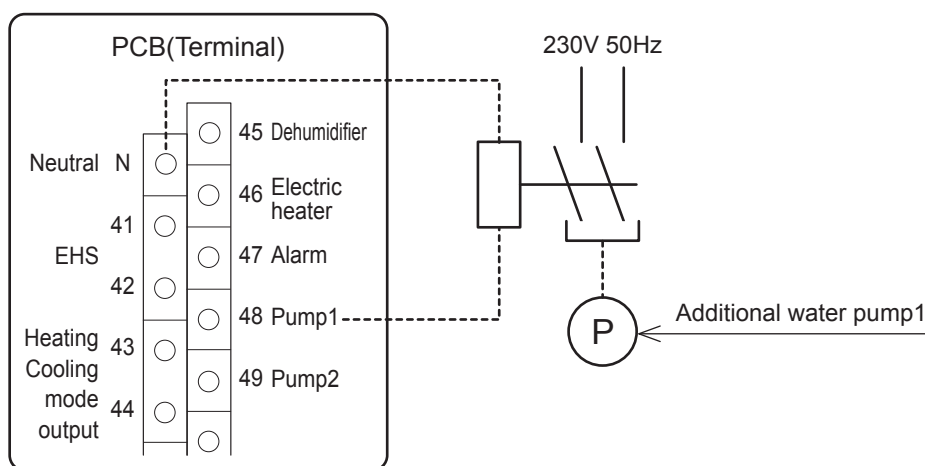 PCB(Terminal)
230V 50Hz
45 Dehumidifier
Neutral N
46 Electric
heater
41
EHS
47 Alarm
42
48 Pump1
Additional water pump1
P
Heating
43
Cooling
49 Pump2
mode
44
output